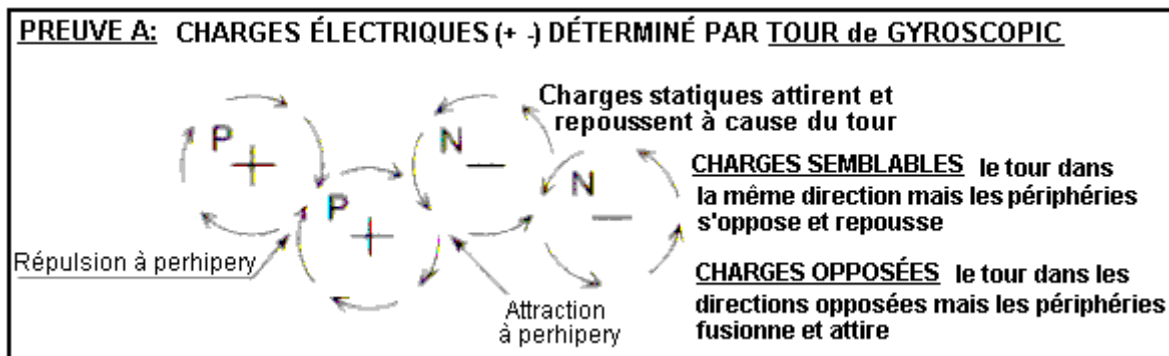 PREUVE A: CHARGES ÉLECTRIQUES (+ -) DÉTERMINÉ PAR TOUR de GYROSCOPIC
Charges statiques attirent et
repoussent à cause du tour
P
+
N
–
P
+
N
–
CHARGES SEMBLABLES le tour dans
la même direction mais les périphéries
s'oppose et repousse
Répulsion à perhipery
Attraction
à perhipery
CHARGES OPPOSÉES le tour dans les
directions opposées mais les périphéries
fusionne et attire